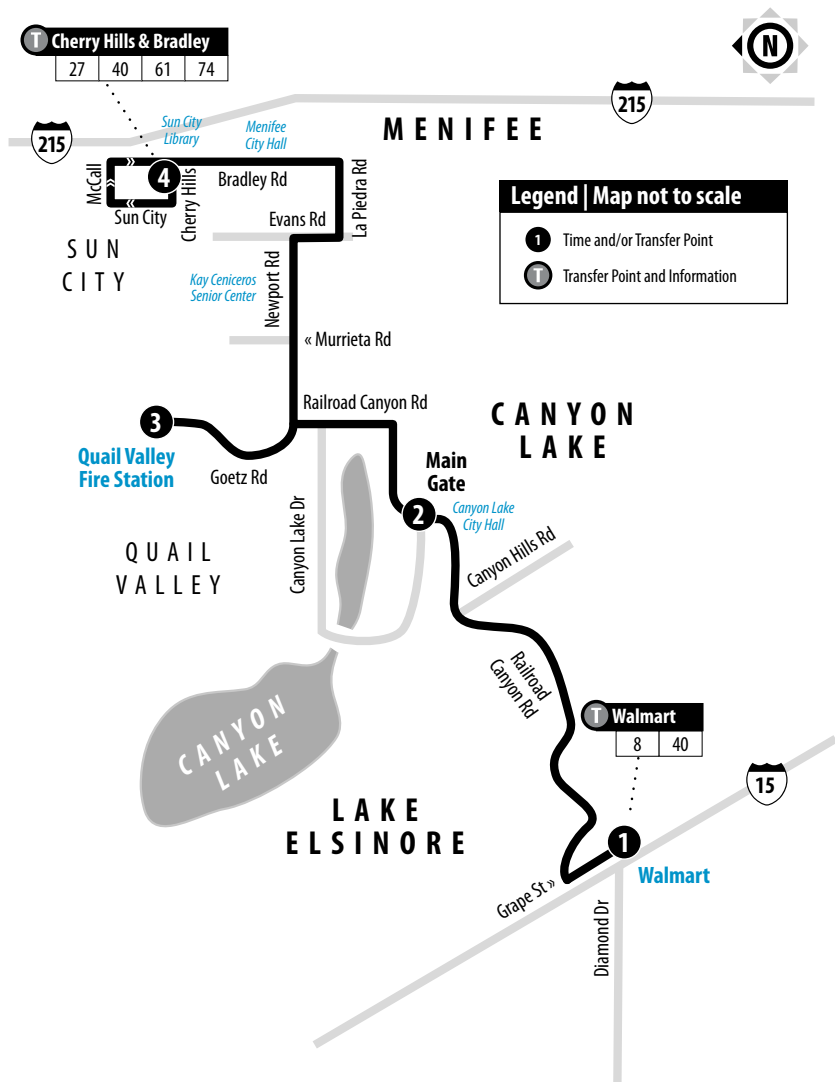 T Cherry Hills & Bradley
27 40 61 74
N
215
MENIFEE
215
Sun City
Library
Menifee
City Hall
4
McCall
Cherry Hills
Bradley Rd
La Piedra Rd
Sun City
Evans Rd
SUN
CITY
Legend | Map not to scale
1 Time and/or Transfer Point
T Transfer Point and Information
Kay Ceniceros
Senior Center
Newport Rd
« Murrieta Rd
Railroad Canyon Rd
CANYON
LAKE
3
Quail Valley
Fire Station
Goetz Rd
Main
Gate
2
Canyon Lake
City Hall
Canyon Lake Dr
QUAIL
VALLEY
Canyon Hills Rd
Railroad
Canyon Rd
CANYON
LAKE
T Walmart
8 40
15
LAKE
ELSINORE
1
Walmart
Grape St »
Diamond Dr